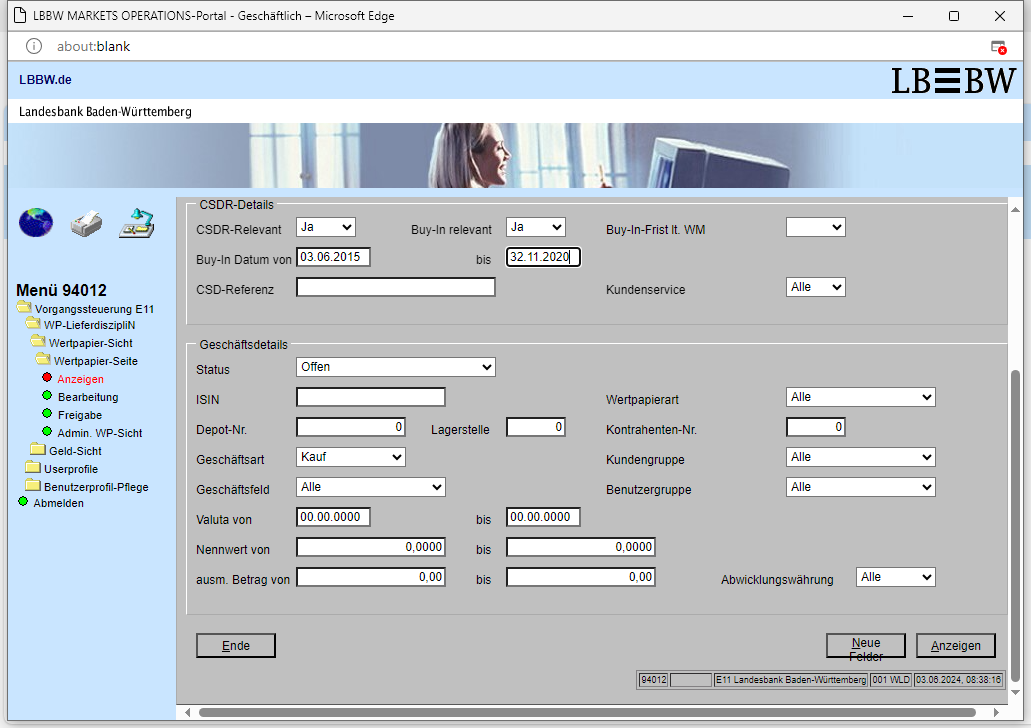 LBBW MARKETS OPERATIONS-Portal - Geschäftlich – Microsoft Edge
about:blank
LBBW.de
LB BW
Landesbank Baden-Württemberg
Menü 94012
Vorgangssteuerung E11
WP-LieferdiszipliN
Wertpapier-Sicht
Wertpapier-Seite
Anzeigen
Bearbeitung
Freigabe
Admin. WP-Sicht
Geld-Sicht
Userprofile
Benutzerprofil-Pflege
Abmelden
CSDR-Details
CSDR-Relevant Ja Buy-In relevant Ja Buy-In-Frist lt. WM
Buy-In Datum von 03.06.2015 bis 32.11.2020
CSD-Referenz Kundenservice Alle
Geschäftsdetails
Status Offen
ISIN Wertpapierart Alle
Depot-Nr. 0 Lagerstelle 0 Kontrahenten-Nr. 0
Geschäftsart Kauf Kundengruppe Alle
Geschäftsfeld Alle Benutzergruppe Alle
Valuta von 00.00.0000 bis 00.00.0000
Nennwert von 0,0000 bis 0,0000
ausm. Betrag von 0,00 bis 0,00 Abwicklungswährung Alle
Ende Neue Felder Anzeigen
94012 E11 Landesbank Baden-Württemberg 001 WLD 03.06.2024, 08:38:16